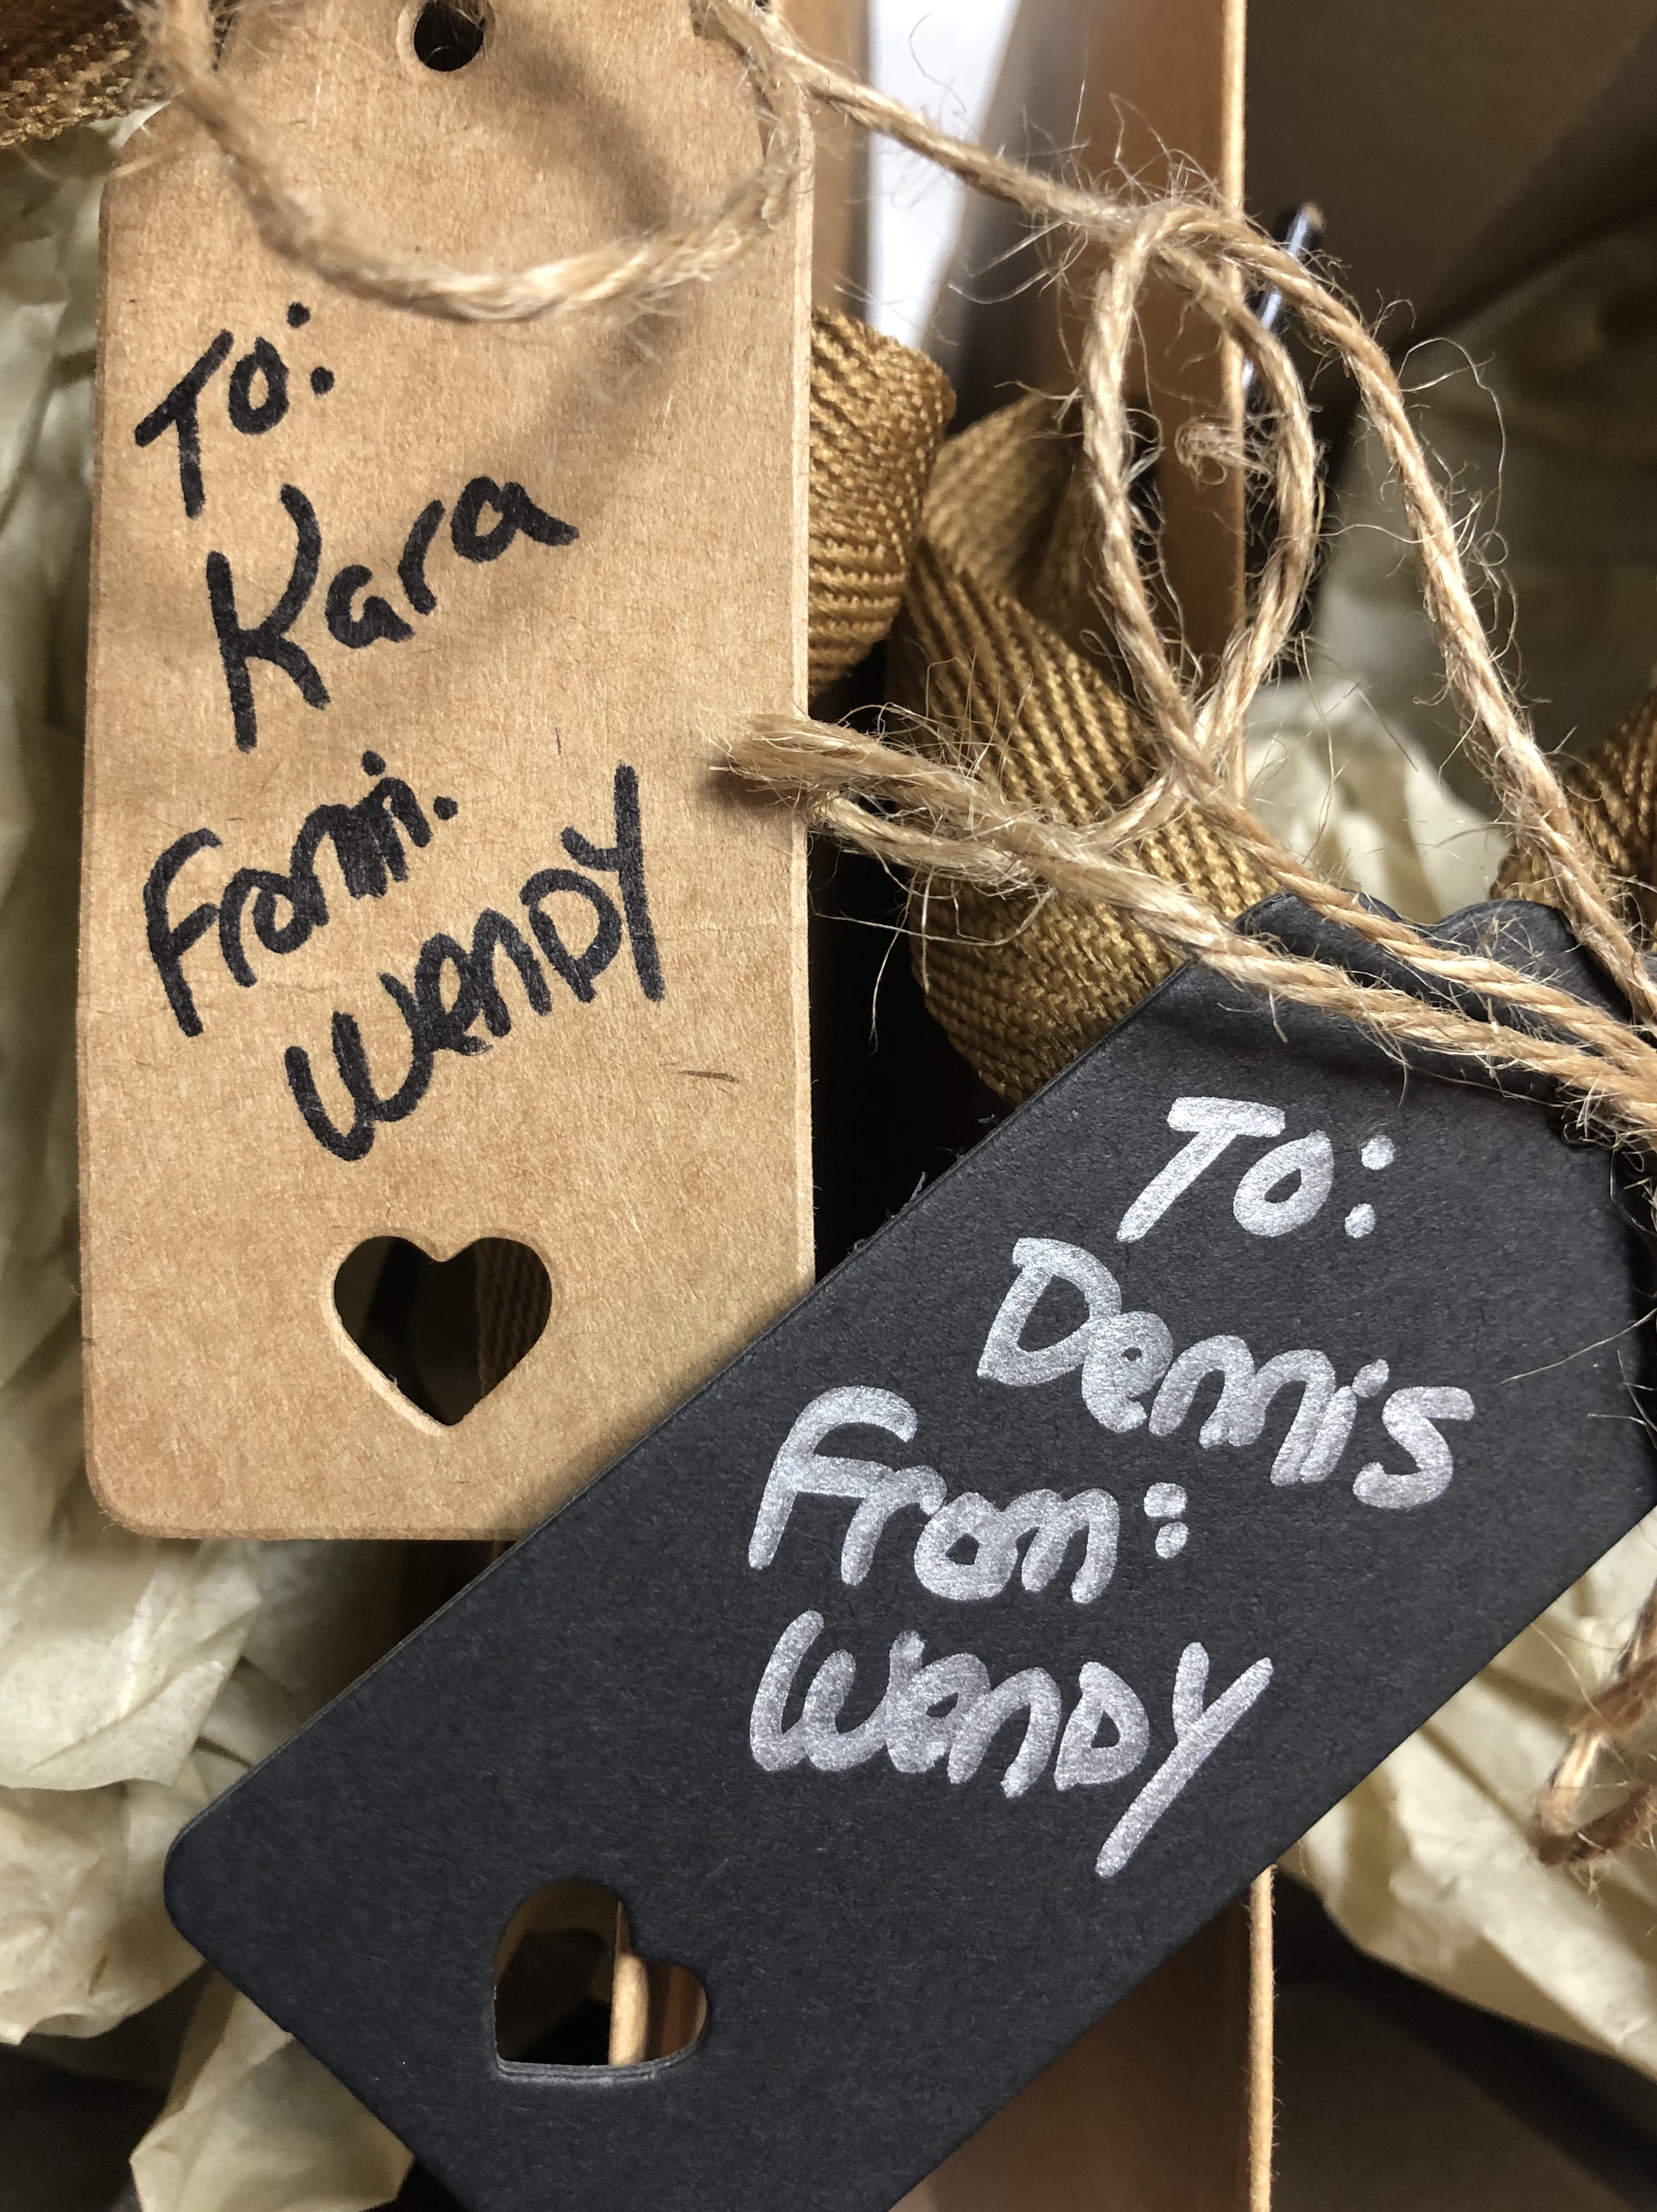 To:
Kara
From:
WenDY
To:
Dennis
From:
WenDY